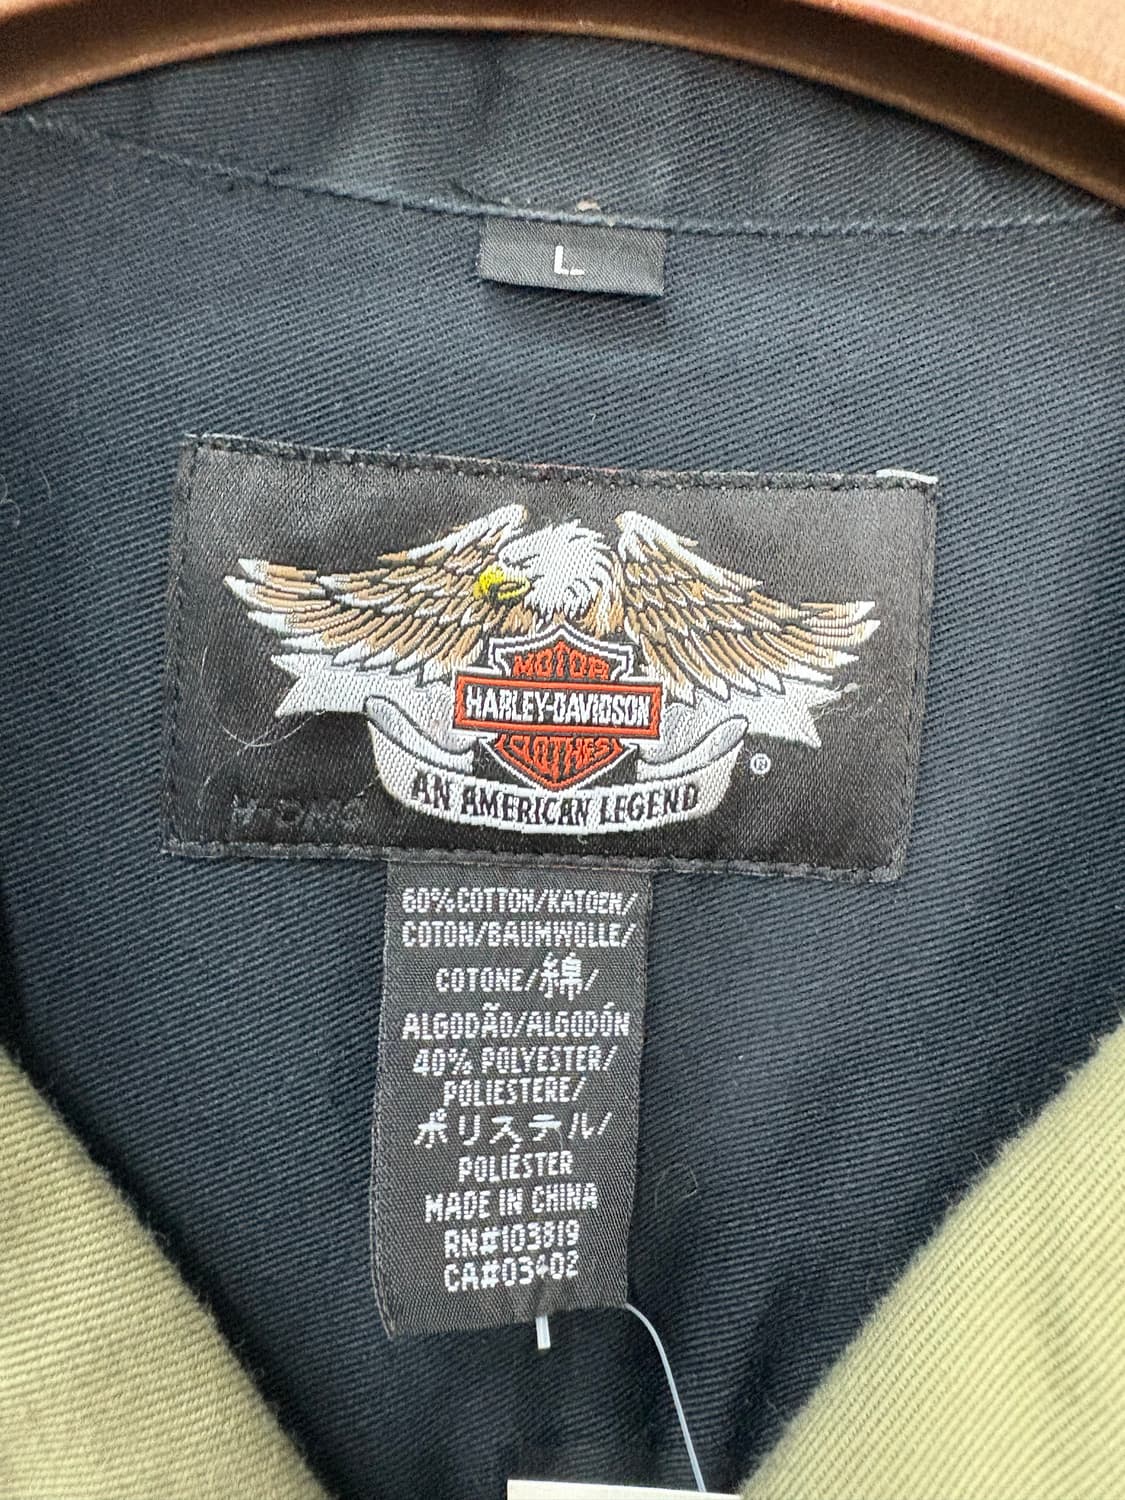 L
MOTOR
HARLEY-DAVIDSON
CLOTHES
®
AN AMERICAN LEGEND
60%COTTON/KATOEN/
COTON/BAUMWOLLE/
COTONE/綿/
ALGODÃO/ALGODÓN
40% POLYESTER/
POLIESTERE/
ポリステル/
POLIÉSTER
MADE IN CHINA
RN#103819
CA#03402